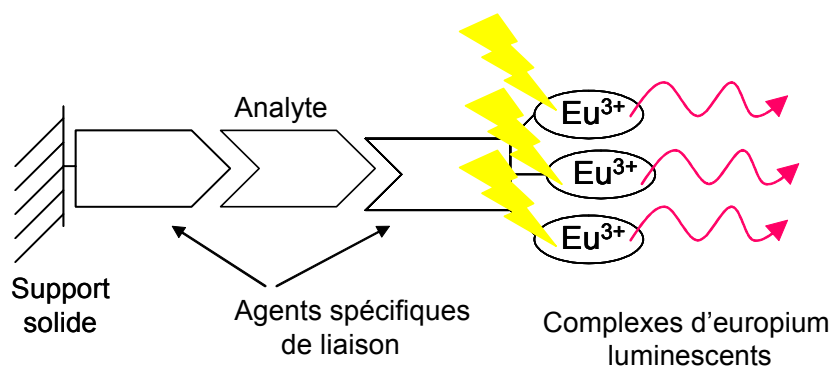 Analyte
Eu³⁺
Eu³⁺
Eu³⁺
Support
solide
Agents spécifiques
de liaison
Complexes d'europium
luminescents